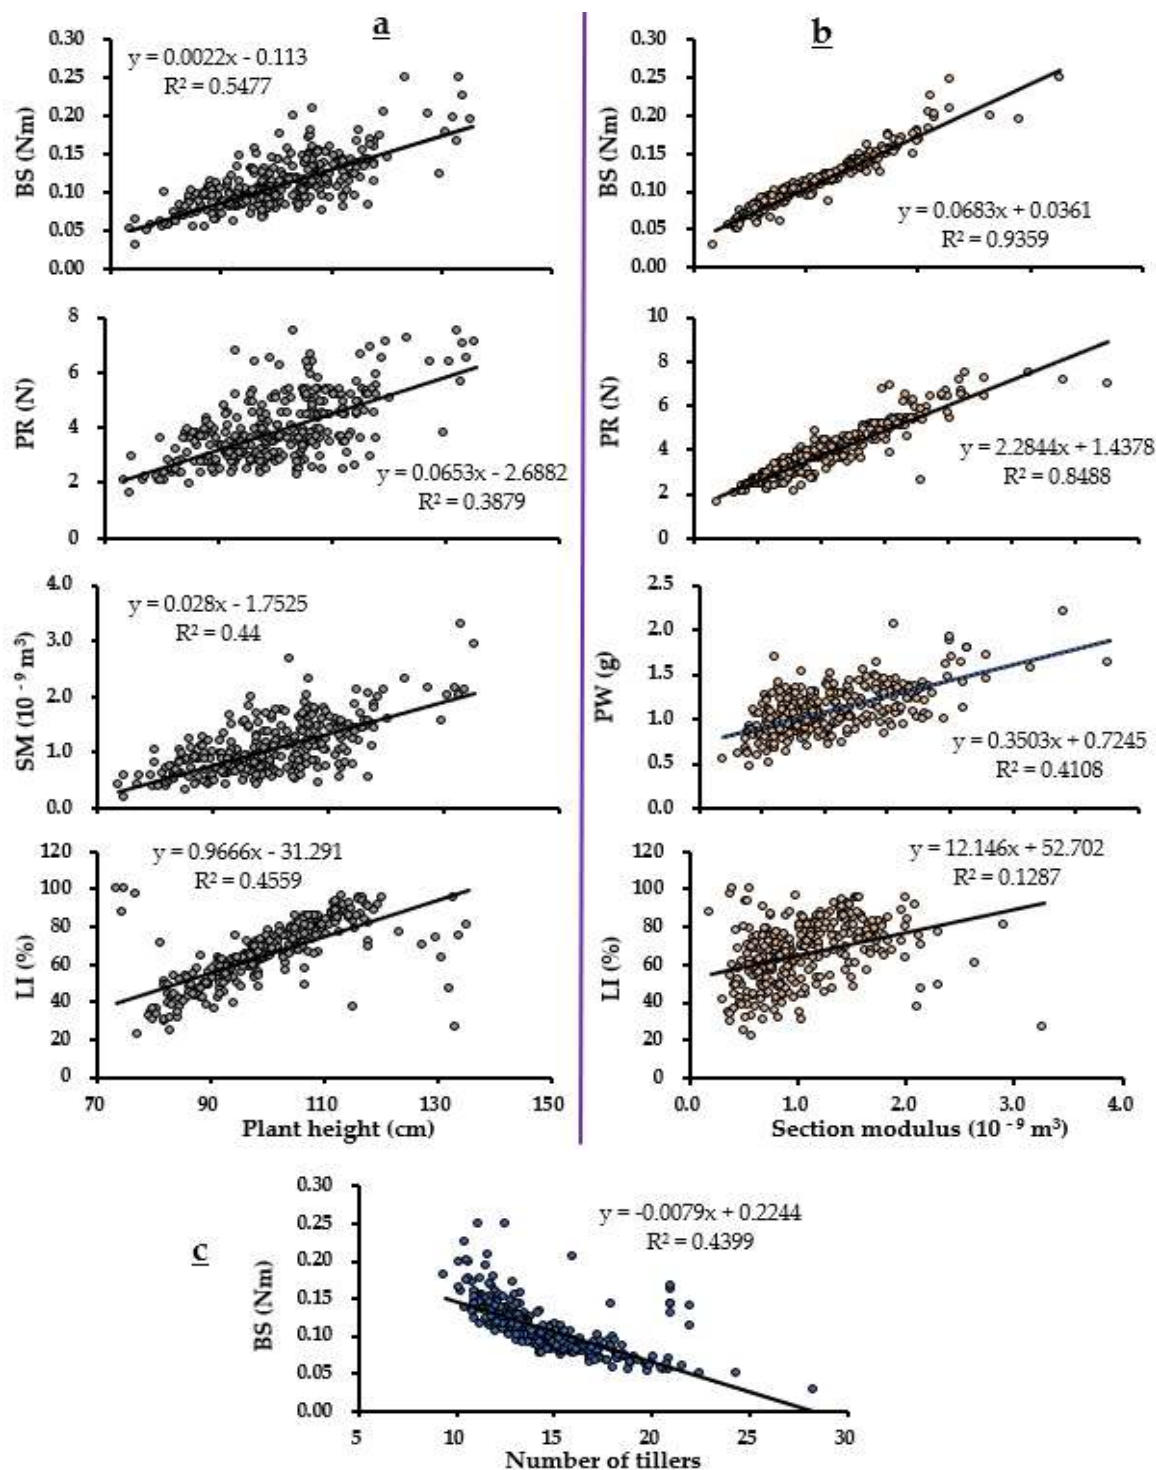 a
0.30
0.25
0.20
0.15
0.10
0.05
0.00
BS (Nm)
y = 0.0022x - 0.113
R² = 0.5477
8
6
4
2
0
PR (N)
y = 0.0653x - 2.6882
R² = 0.3879
4.0
3.0
2.0
1.0
0.0
SM (10 ⁻⁹ m³)
y = 0.028x - 1.7525
R² = 0.44
120
100
80
60
40
20
0
LI (%)
y = 0.9666x - 31.291
R² = 0.4559
70 90 110 130 150
Plant height (cm)
b
0.30
0.25
0.20
0.15
0.10
0.05
0.00
BS (Nm)
y = 0.0683x + 0.0361
R² = 0.9359
10
8
6
4
2
0
PR (N)
y = 2.2844x + 1.4378
R² = 0.8488
2.5
2.0
1.5
1.0
0.5
0.0
PW (g)
y = 0.3503x + 0.7245
R² = 0.4108
120
100
80
60
40
20
0
LI (%)
y = 12.146x + 52.702
R² = 0.1287
0.0 1.0 2.0 3.0 4.0
Section modulus (10 ⁻⁹ m³)
c
0.30
0.25
0.20
0.15
0.10
0.05
0.00
BS (Nm)
y = -0.0079x + 0.2244
R² = 0.4399
5 10 15 20 25 30
Number of tillers